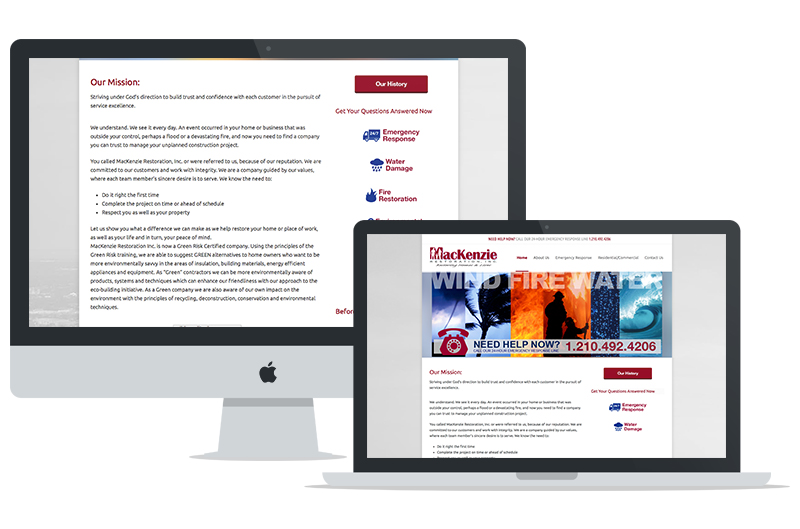 Our Mission:
Striving under God's direction to build trust and confidence with each customer in the pursuit of
service excellence.
We understand. We see it every day. An event occurred in your home or business that was
outside your control, perhaps a flood or a devastating fire, and now you need to find a company
you can trust to manage your unplanned construction project.
You called MacKenzie Restoration, Inc. or were referred to us, because of our reputation. We are
committed to our customers and work with integrity. We are a company guided by our values,
where each team member's sincere desire is to serve. We know the need to:
• Do it right the first time
• Complete the project on time or ahead of schedule
• Respect you as well as your property
Let us show you what a difference we can make as we help restore your home or place of work,
as well as your life and in turn, your peace of mind.
MacKenzie Restoration Inc. is now a Green Risk Certified company. Using the principles of the
Green Risk training, we are able to suggest GREEN alternatives to home owners who want to be
more environmentally savvy in the areas of insulation, building materials, energy efficient
appliances and equipment. As "Green" contractors we can be more environmentally aware of
products, systems and techniques which can enhance our friendliness with our approach to the
eco-building initiative. As a Green company we are also aware of our own impact on the
environment with the principles of recycling, deconstruction, conservation and environmental
techniques.
Our History
Get Your Questions Answered Now
24/7
Emergency
Response
Water
Damage
Fire
Restoration
Befor
NEED HELP NOW? CALL OUR 24-HOUR EMERGENCY RESPONSE LINE 1.210.492.4206
MACKENZIE
RESTORATION, INC.
Home About Us Emergency Response Residential/Commercial Contact Us
WIND FIRE WATER
NEED HELP NOW? 1.210.492.4206
CALL OUR 24-HOUR EMERGENCY RESPONSE LINE
Our Mission:
Striving under God's direction to build trust and confidence with each customer in the pursuit of
service excellence.
We understand. We see it every day. An event occurred in your home or business that was
outside your control, perhaps a flood or a devastating fire, and now you need to find a company
you can trust to manage your unplanned construction project.
You called MacKenzie Restoration, Inc. or were referred to us, because of our reputation. We are
committed to our customers and work with integrity. We are a company guided by our values,
where each team member's sincere desire is to serve. We know the need to:
• Do it right the first time
• Complete the project on time or ahead of schedule
• Respect you as well as your property
Our History
Get Your Questions Answered Now
Emergency
Response
Water
Damage